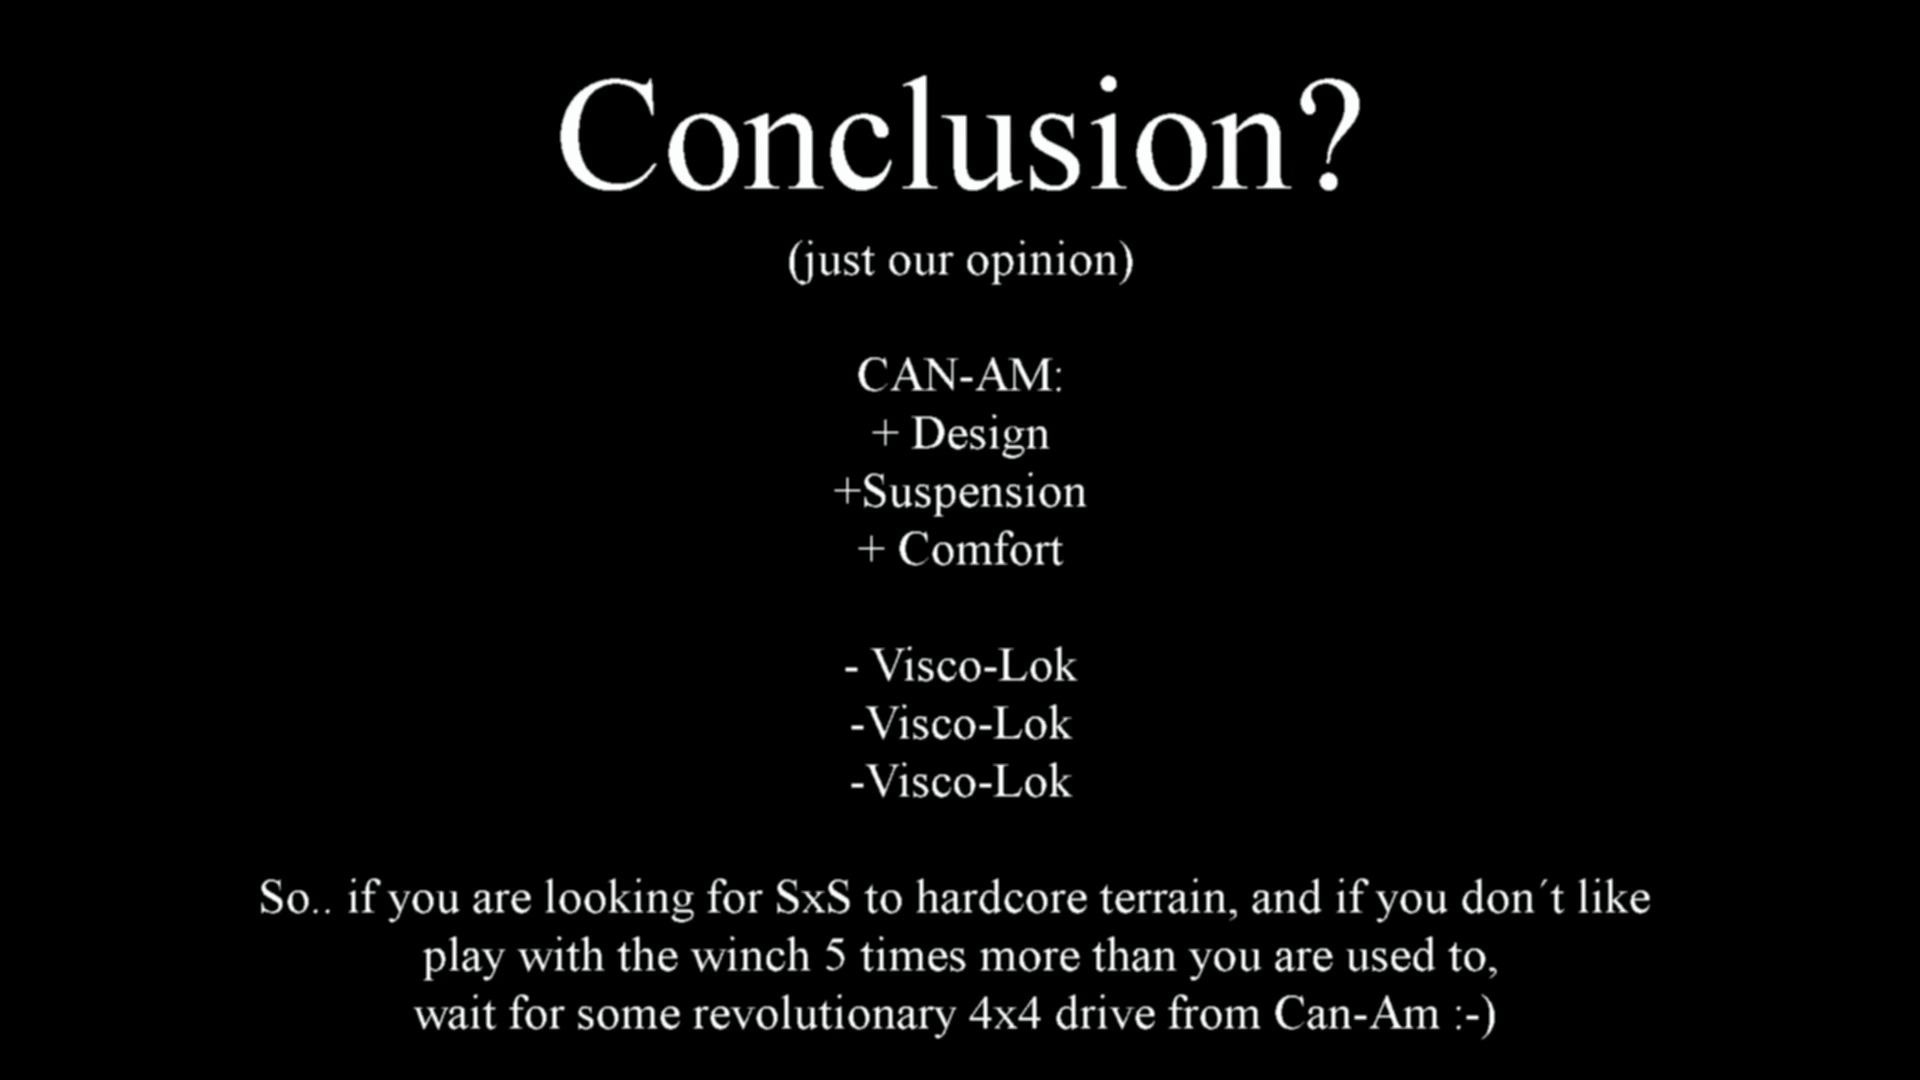 Conclusion?
(just our opinion)
CAN-AM:
+ Design
+Suspension
+ Comfort
- Visco-Lok
-Visco-Lok
-Visco-Lok
So.. if you are looking for SxS to hardcore terrain, and if you don´t like
play with the winch 5 times more than you are used to,
wait for some revolutionary 4x4 drive from Can-Am :-)